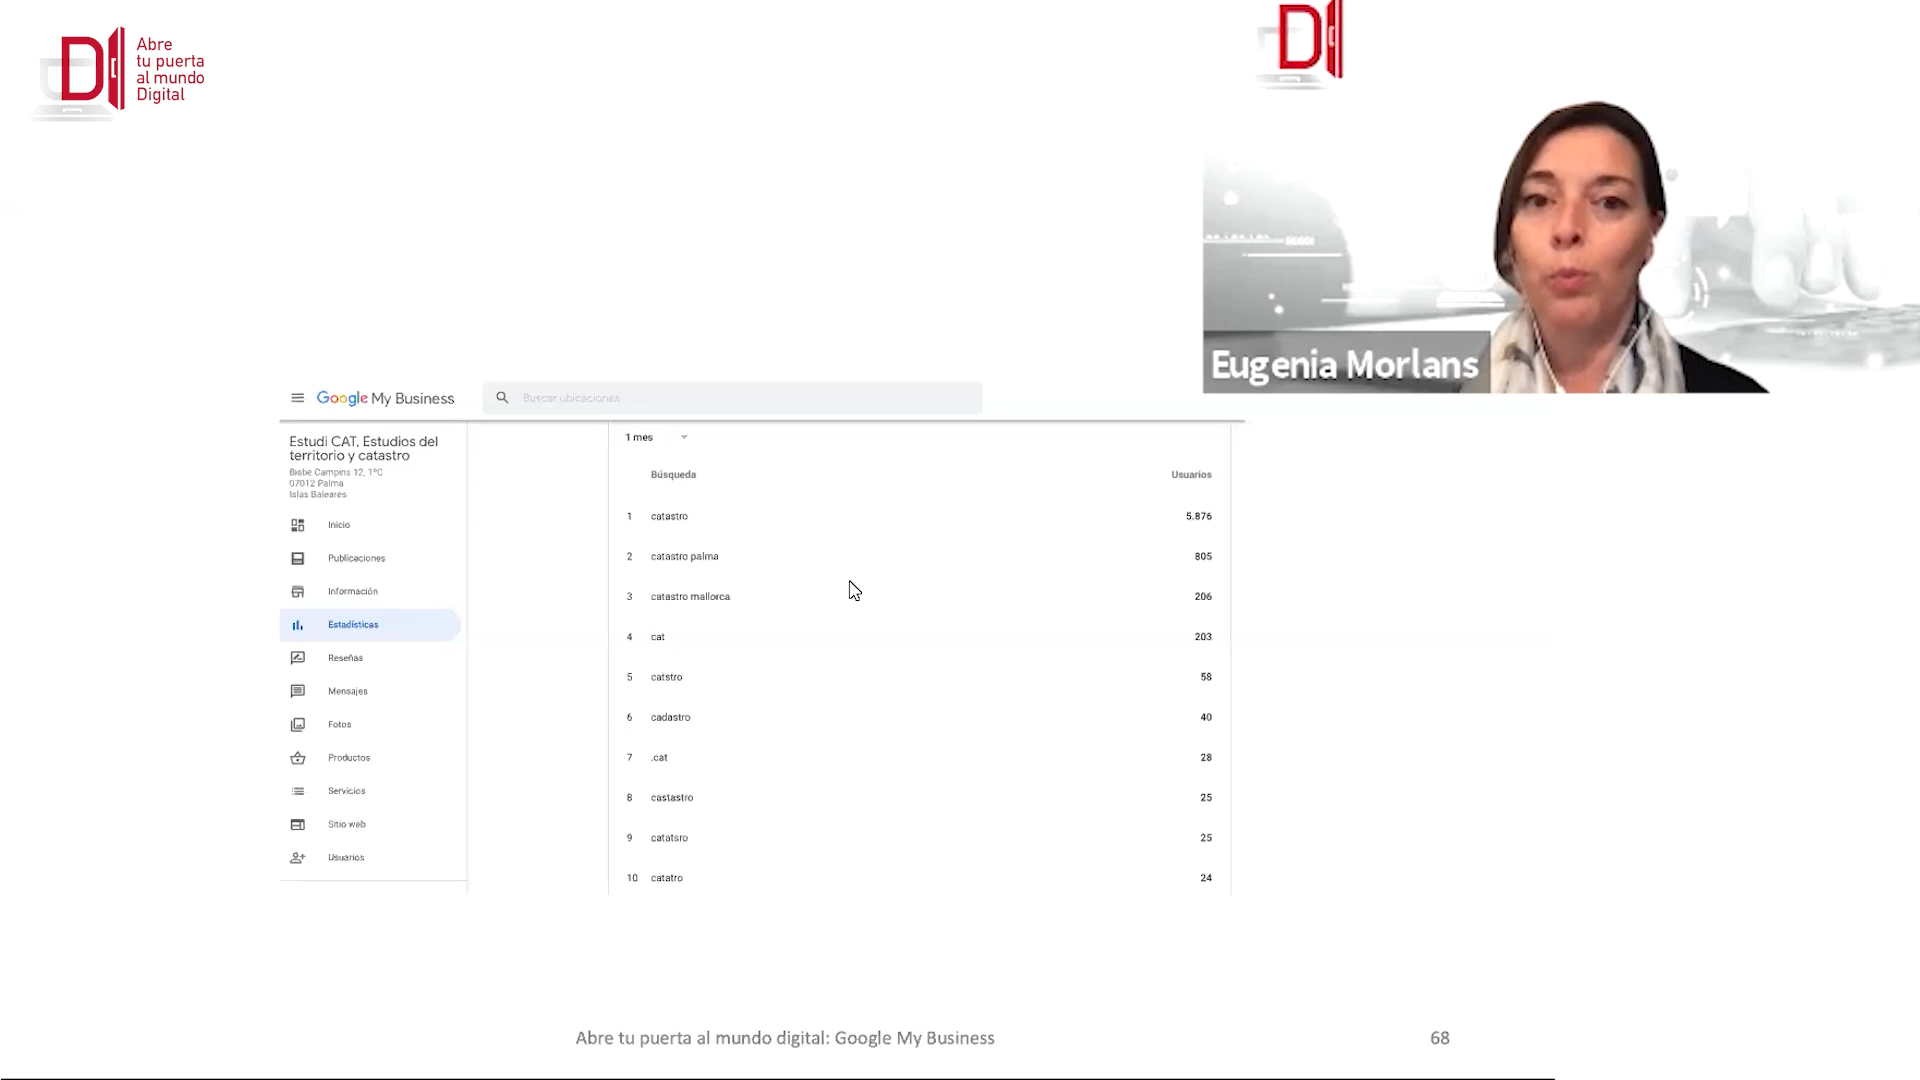 Abre
tu puerta
al mundo
Digital
Eugenia Morlans
Google My Business
Buscar ubicaciones
Estudi CAT, Estudios del
territorio y catastro
Bisbe Campins 12, 1ºC
07012 Palma
Islas Baleares
Inicio
Publicaciones
Información
Estadísticas
Reseñas
Mensajes
Fotos
Productos
Servicios
Sitio web
Usuarios
1 mes
Búsqueda Usuarios
1 catastro 5.876
2 catastro palma 805
3 catastro mallorca 206
4 cat 203
5 catstro 58
6 cadastro 40
7 .cat 28
8 castastro 25
9 catatsro 25
10 catatro 24
Abre tu puerta al mundo digital: Google My Business 68